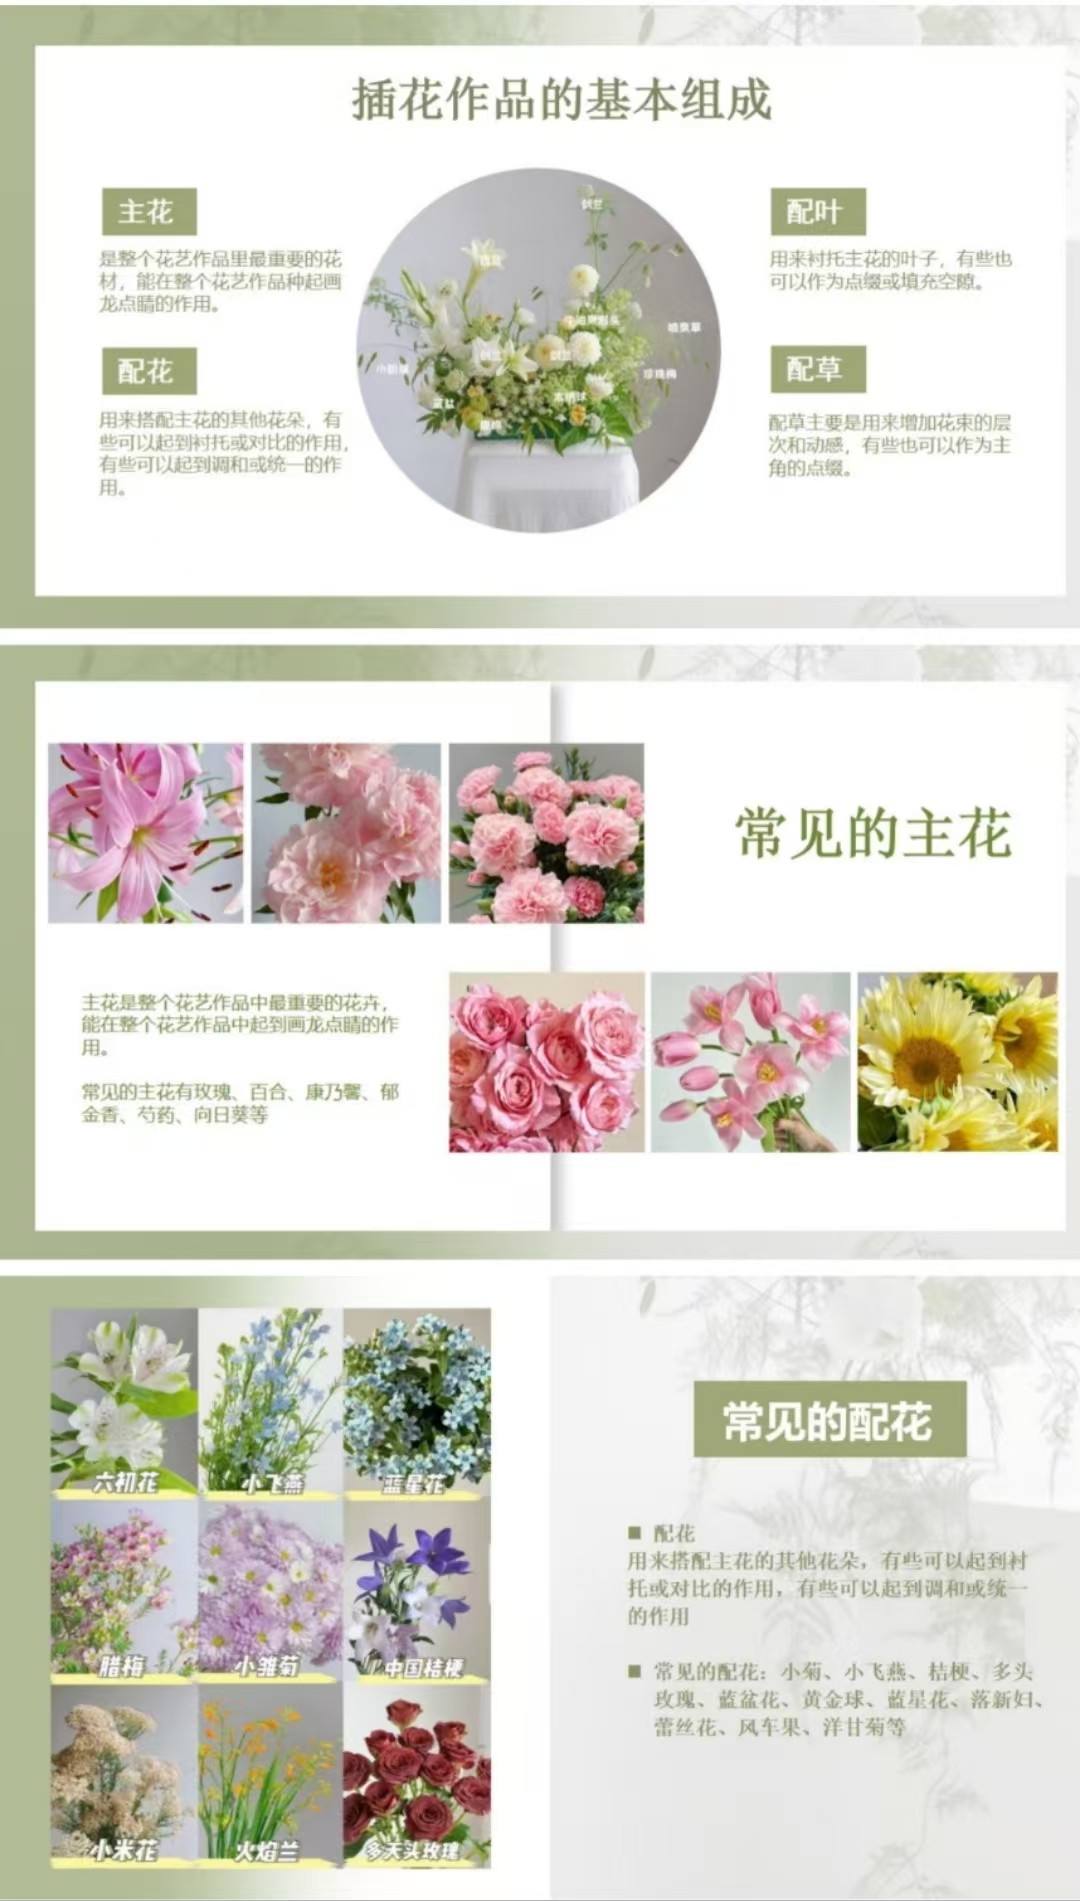 插花作品的基本组成
主花
是整个花艺作品里最重要的花
材，能在整个花艺作品种起画
龙点睛的作用。
配花
用来搭配主花的其他花朵，有
些可以起到衬托或对比的作用，
有些可以起到调和或统一的作
用。
喷泉草
珍珠梅
配叶
用来衬托主花的叶子，有些也
可以作为点缀或填充空隙。
配草
配草主要是用来增加花束的层
次和动感，有些也可以作为主
角的点缀。
常见的主花
主花是整个花艺作品中最重要的花卉，
能在整个花艺作品中起到画龙点睛的作
用。
常见的主花有玫瑰、百合、康乃馨、郁
金香、芍药、向日葵等
六初花
小飞燕
蓝星花
腊梅
小雏菊
中国桔梗
小米花
火焰兰
多天头玫瑰
常见的配花
■ 配花
用来搭配主花的其他花朵，有些可以起到衬
托或对比的作用，有些可以起到调和或统一
的作用
■ 常见的配花：小菊、小飞燕、桔梗、多头
玫瑰、蓝盆花、黄金球、蓝星花、落新妇、
蕾丝花、风车果、洋甘菊等